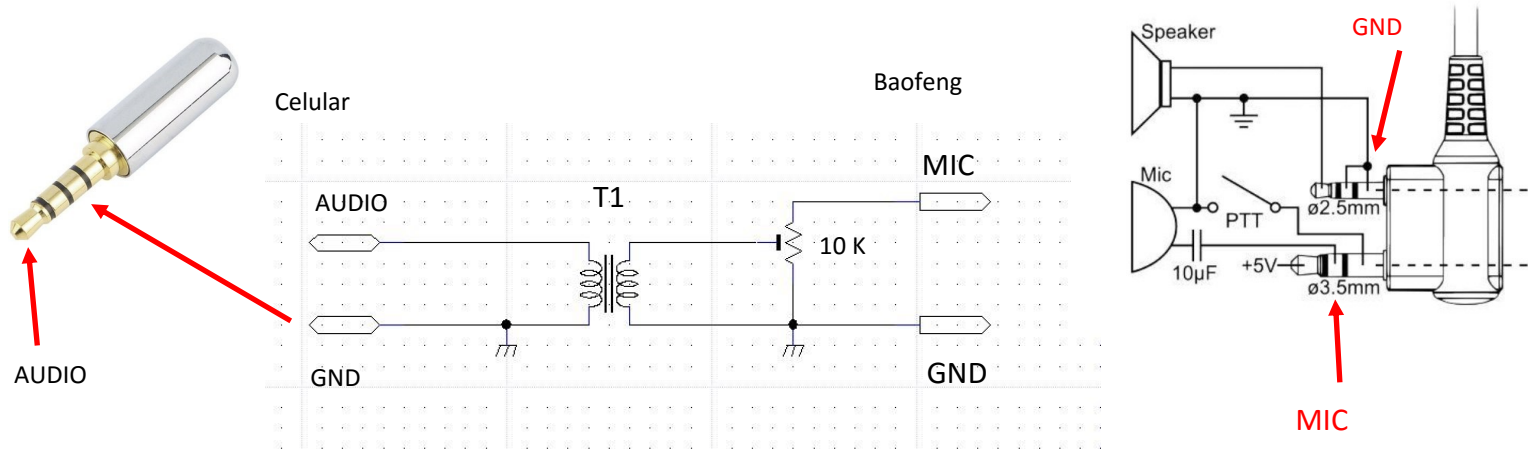 Celular
Baofeng
AUDIO
T1
MIC
10 K
GND
GND
AUDIO
Speaker
GND
Mic
PTT
ø2.5mm
10µF
+5V
ø3.5mm
MIC